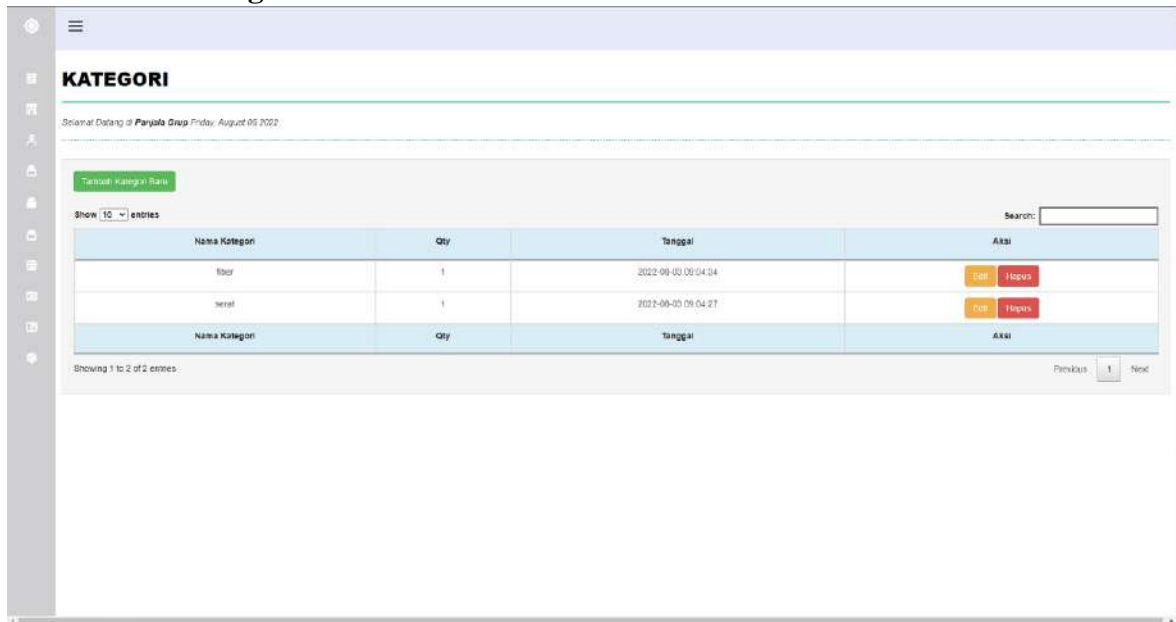 KATEGORI
Selamat Datang di Panjala Grup Friday, August 05 2022
Tambah Kategori Baru
Show 10 entries
Search:
Nama Kategori Qty Tanggal Aksi
fiber 1 Edit Hapus
serat 1 Edit Hapus
Nama Kategori Qty Tanggal Aksi
Showing 1 to 2 of 2 entries
Previous 1 Next